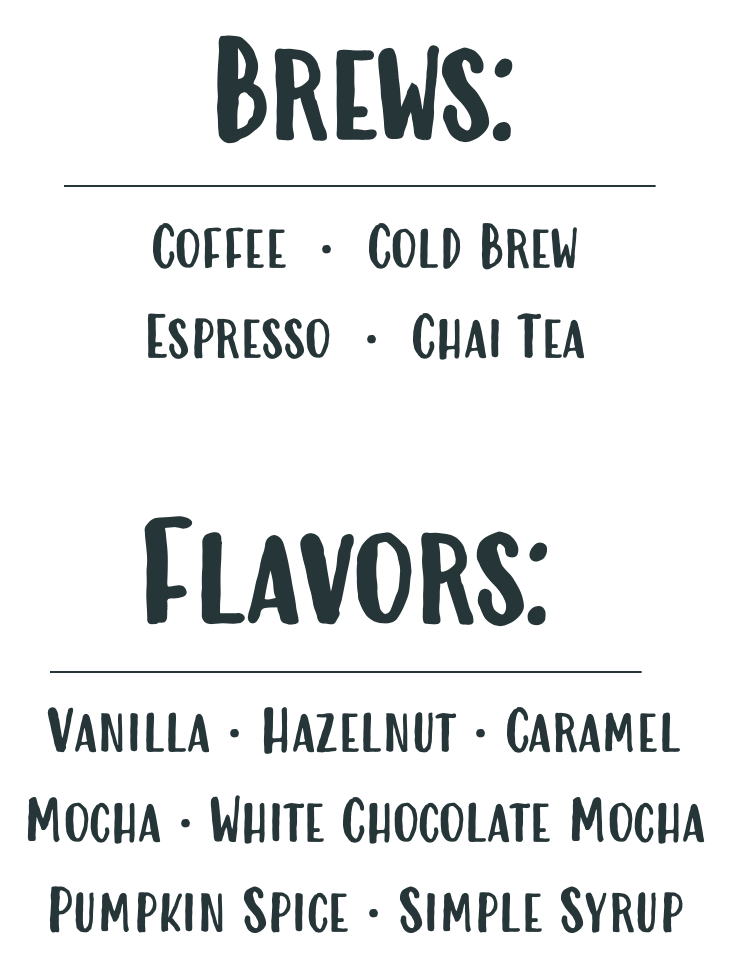 Brews:
Coffee · Cold Brew
Espresso · Chai Tea
Flavors:
Vanilla · Hazelnut · Caramel
Mocha · White Chocolate Mocha
Pumpkin Spice · Simple Syrup